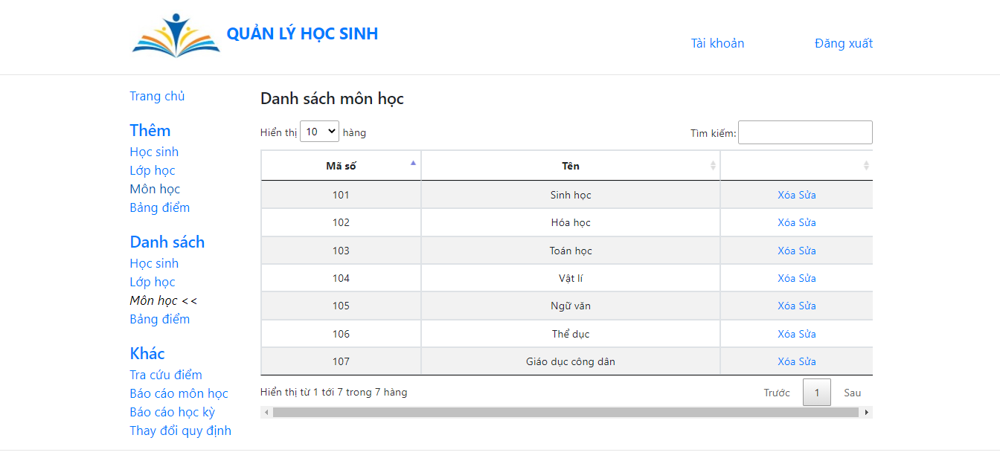 QUẢN LÝ HỌC SINH
Tài khoản Đăng xuất
Trang chủ
Thêm
Học sinh
Lớp học
Môn học
Bảng điểm
Danh sách
Học sinh
Lớp học
Môn học <<
Bảng điểm
Khác
Tra cứu điểm
Báo cáo môn học
Báo cáo học kỳ
Thay đổi quy định
Danh sách môn học
Hiển thị 10 hàng Tìm kiếm:
Mã số Tên
101 Sinh học Xóa Sửa
102 Hóa học Xóa Sửa
103 Toán học Xóa Sửa
104 Vật lí Xóa Sửa
105 Ngữ văn Xóa Sửa
106 Thể dục Xóa Sửa
107 Giáo dục công dân Xóa Sửa
Hiển thị từ 1 tới 7 trong 7 hàng Trước 1 Sau